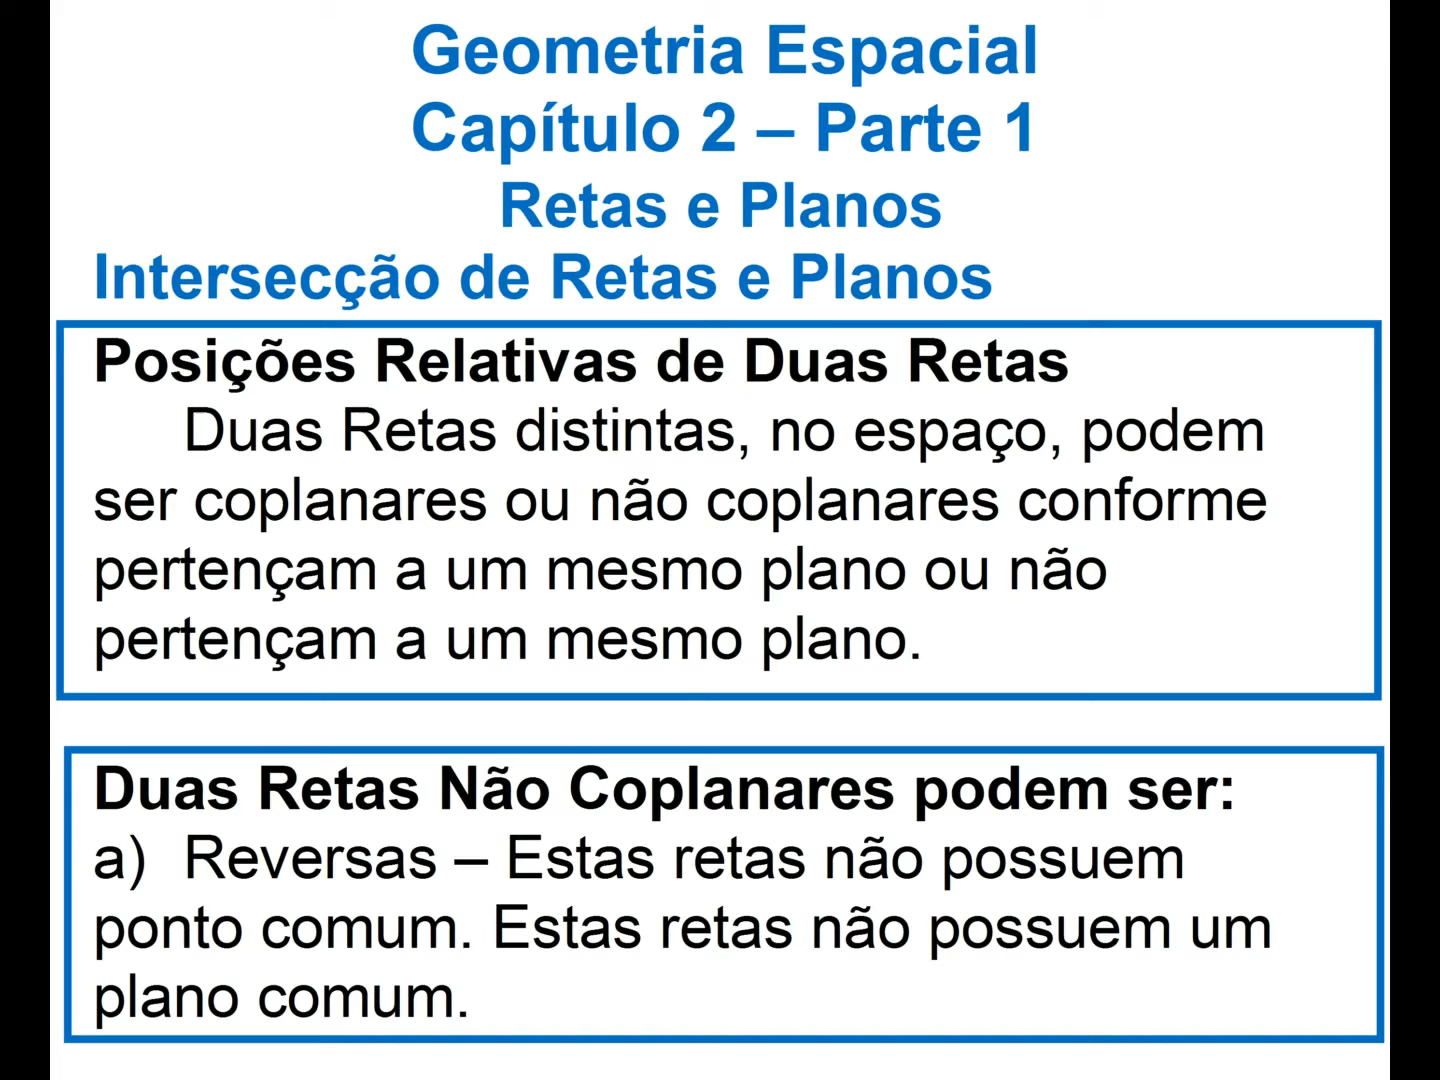 Geometria Espacial
Capítulo 2 – Parte 1
Retas e Planos
Intersecção de Retas e Planos
Posições Relativas de Duas Retas
Duas Retas distintas, no espaço, podem
ser coplanares ou não coplanares conforme
pertençam a um mesmo plano ou não
pertençam a um mesmo plano.
Duas Retas Não Coplanares podem ser:
a) Reversas – Estas retas não possuem
ponto comum. Estas retas não possuem um
plano comum.